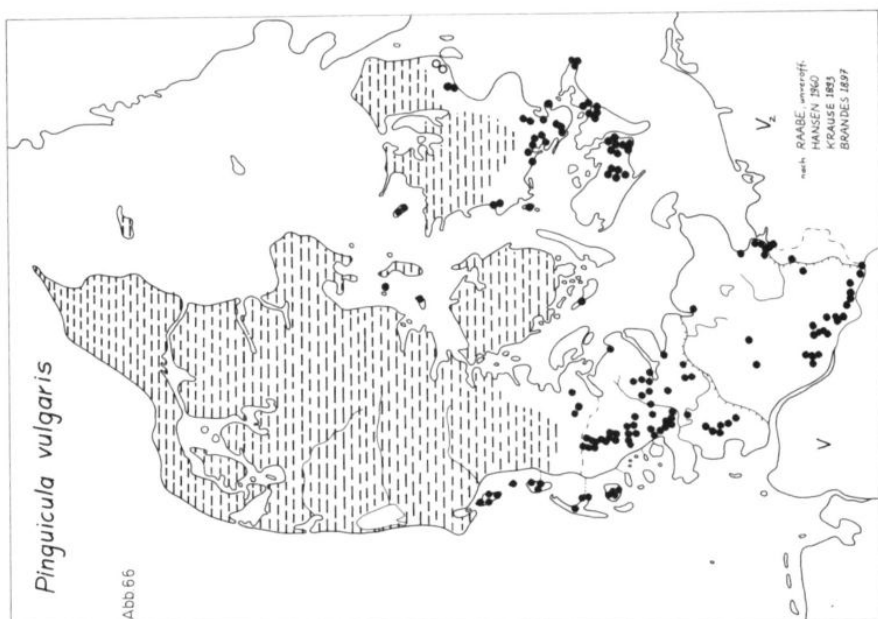 Pinguicula vulgaris
Abb 66
V
V₂
nach RAABE, unveröff.
HANSEN 1960
KRAUSE 1893
BRANDES 1897